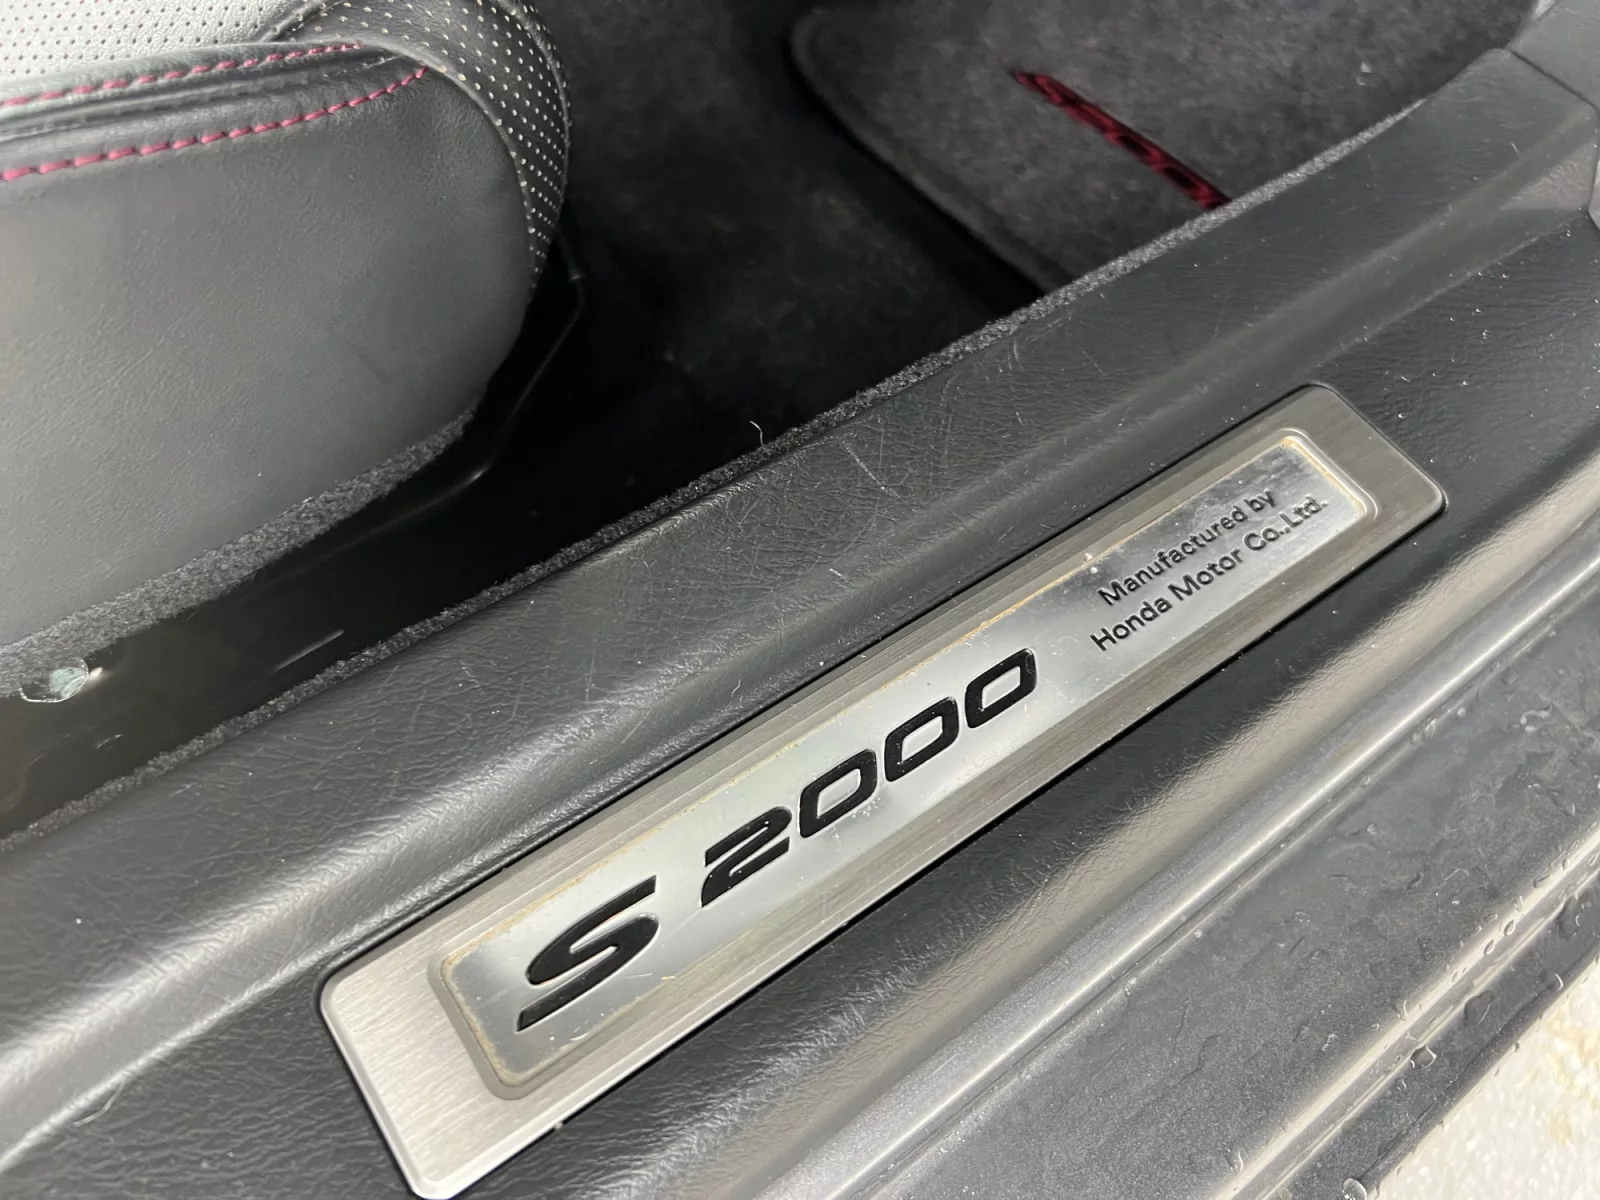 S2000
Manufactured by
Honda Motor Co.,Ltd.